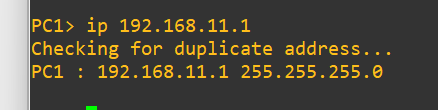 PC1> ip 192.168.11.1
Checking for duplicate address...
PC1 : 192.168.11.1 255.255.255.0